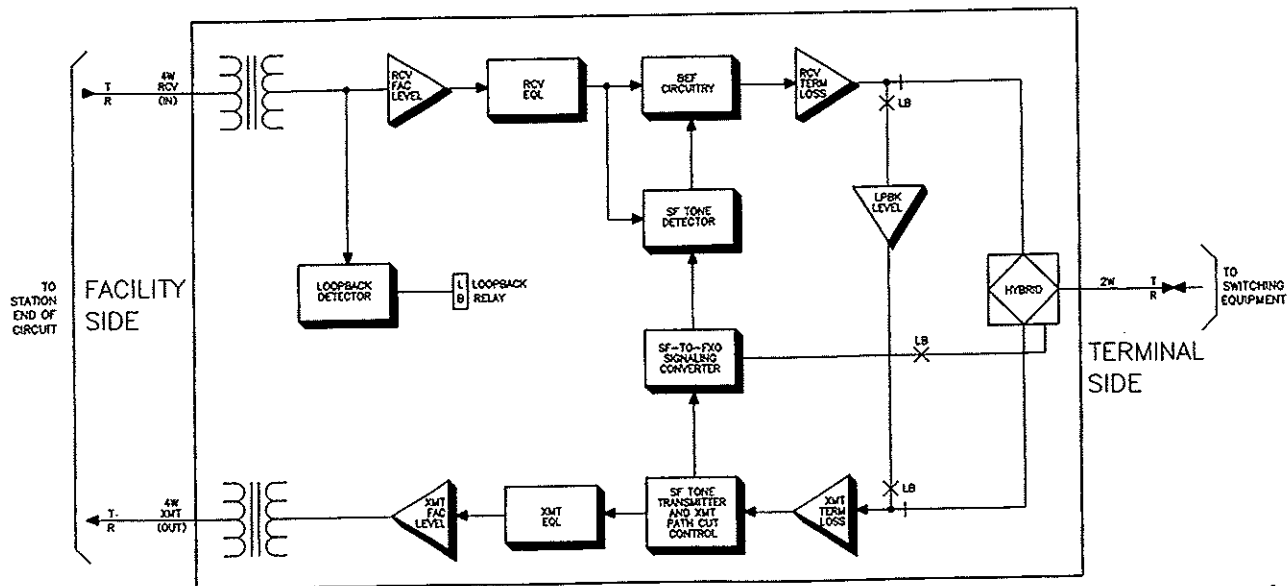 4W
RCV
(IN)
T
R
RCV
FAC
LEVEL
RCV
EQL
BEF
CIRCUITRY
RCV
TERM
LOSS
LB
SF TONE
DETECTOR
LPBK
LEVEL
TO
STATION
END OF
CIRCUIT
FACILITY
SIDE
LOOPBACK
DETECTOR
L
B
LOOPBACK
RELAY
HYBRID
2W
T
R
TO
SWITCHING
EQUIPMENT
SF-TO-FXO
SIGNALING
CONVERTER
LB
TERMINAL
SIDE
4W
XMT
(OUT)
T
R
XMT
FAC
LEVEL
XMT
EQL
SF TONE
TRANSMITTER
AND XMT
PATH CUT
CONTROL
XMT
TERM
LOSS
LB